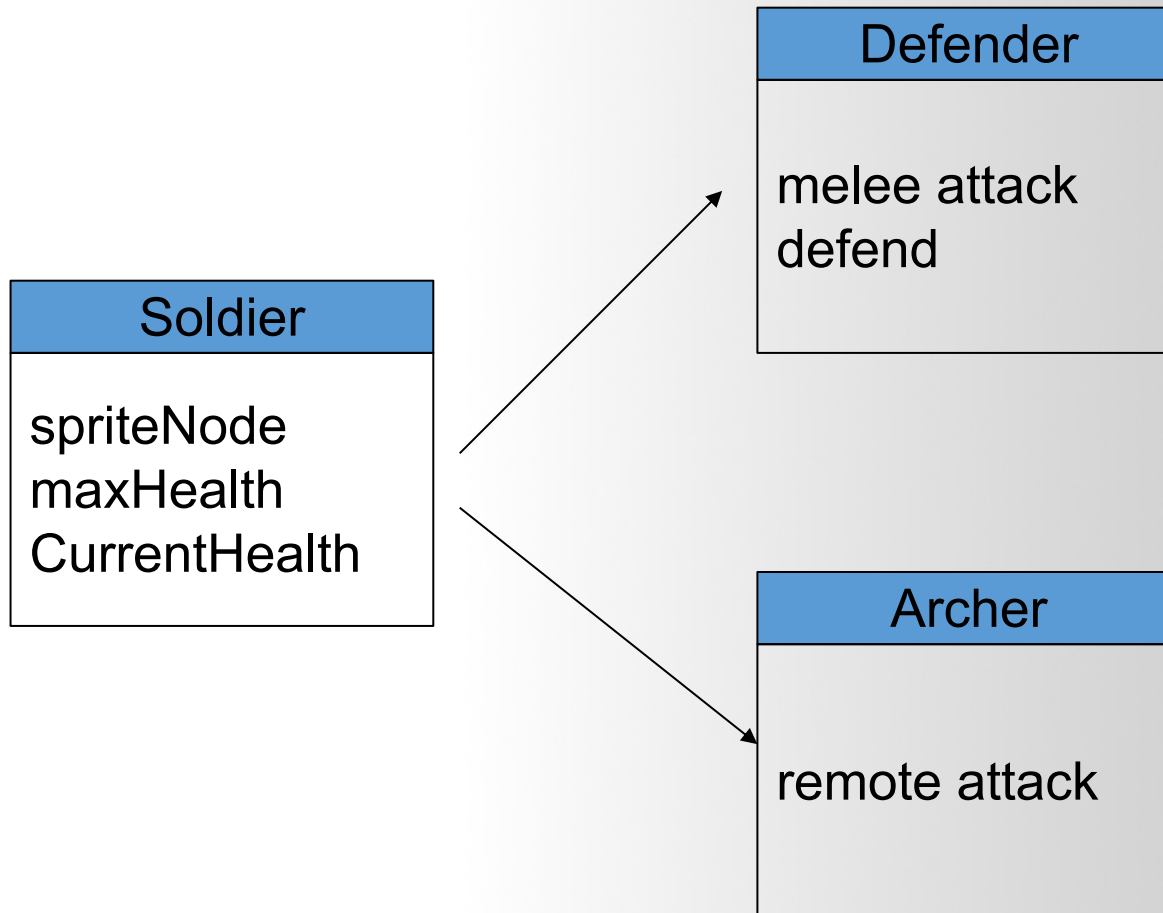 Soldier
spriteNode
maxHealth
CurrentHealth
Defender
melee attack
defend
Archer
remote attack